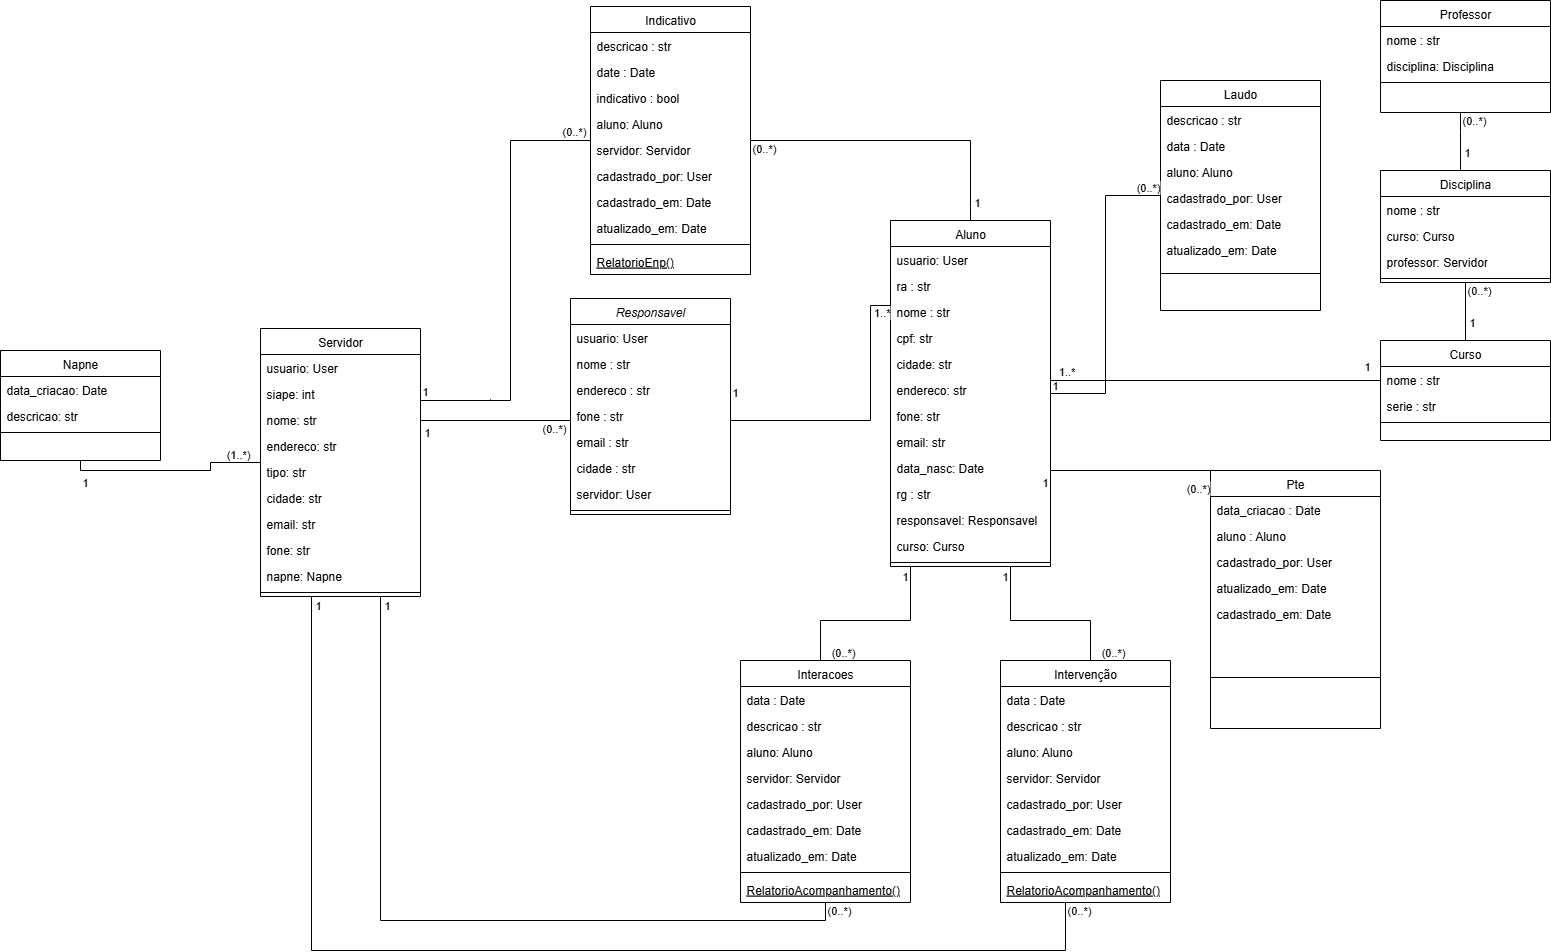 Indicativo
descricao : str
date : Date
indicativo : bool
aluno: Aluno
servidor: Servidor
cadastrado_por: User
cadastrado_em: Date
atualizado_em: Date
RelatorioEnp()
(0..*)
(0..*)
1
1
Professor
nome : str
disciplina: Disciplina
(0..*)
1
Laudo
descricao : str
data : Date
aluno: Aluno
cadastrado_por: User
cadastrado_em: Date
atualizado_em: Date
(0..*)
1
Disciplina
nome : str
curso: Curso
professor: Servidor
(0..*)
1
Aluno
usuario: User
ra : str
nome : str
cpf: str
cidade: str
endereco: str
fone: str
email: str
data_nasc: Date
rg : str
responsavel: Responsavel
curso: Curso
1..*
1..*
1
Responsavel
usuario: User
nome : str
endereco : str
fone : str
email : str
cidade : str
servidor: User
1
(0..*)
1
Servidor
usuario: User
siape: int
nome: str
endereco: str
tipo: str
cidade: str
email: str
fone: str
napne: Napne
(1..*)
Napne
data_criacao: Date
descricao: str
1
Curso
nome : str
serie : str
Pte
data_criacao : Date
aluno : Aluno
cadastrado_por: User
atualizado_em: Date
cadastrado_em: Date
(0..*)
1
1
1
1
1
(0..*)
(0..*)
Interacoes
data : Date
descricao : str
aluno: Aluno
servidor: Servidor
cadastrado_por: User
cadastrado_em: Date
atualizado_em: Date
RelatorioAcompanhamento()
(0..*)
Intervenção
data : Date
descricao : str
aluno: Aluno
servidor: Servidor
cadastrado_por: User
cadastrado_em: Date
atualizado_em: Date
RelatorioAcompanhamento()
(0..*)